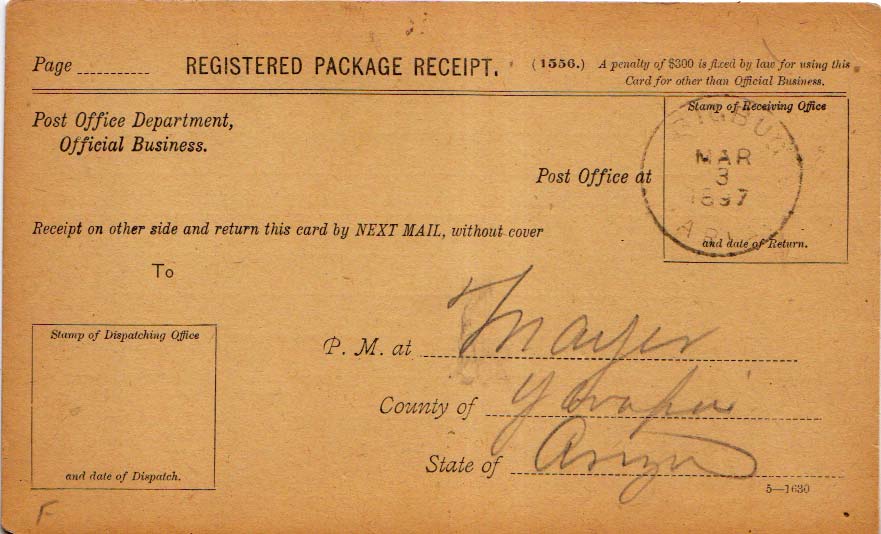 Page
REGISTERED PACKAGE RECEIPT.
(1556.) A penalty of $300 is fixed by law for using this
Card for other than Official Business.
Post Office Department,
Official Business.
Stamp of Receiving Office
BIGBUG
MAR
3
1897
ARIZ
and date of Return.
Post Office at
Receipt on other side and return this card by NEXT MAIL, without cover
To
Stamp of Dispatching Office
and date of Dispatch.
P. M. at Mayer
County of Yavapai
State of Ariz
5—1630
F